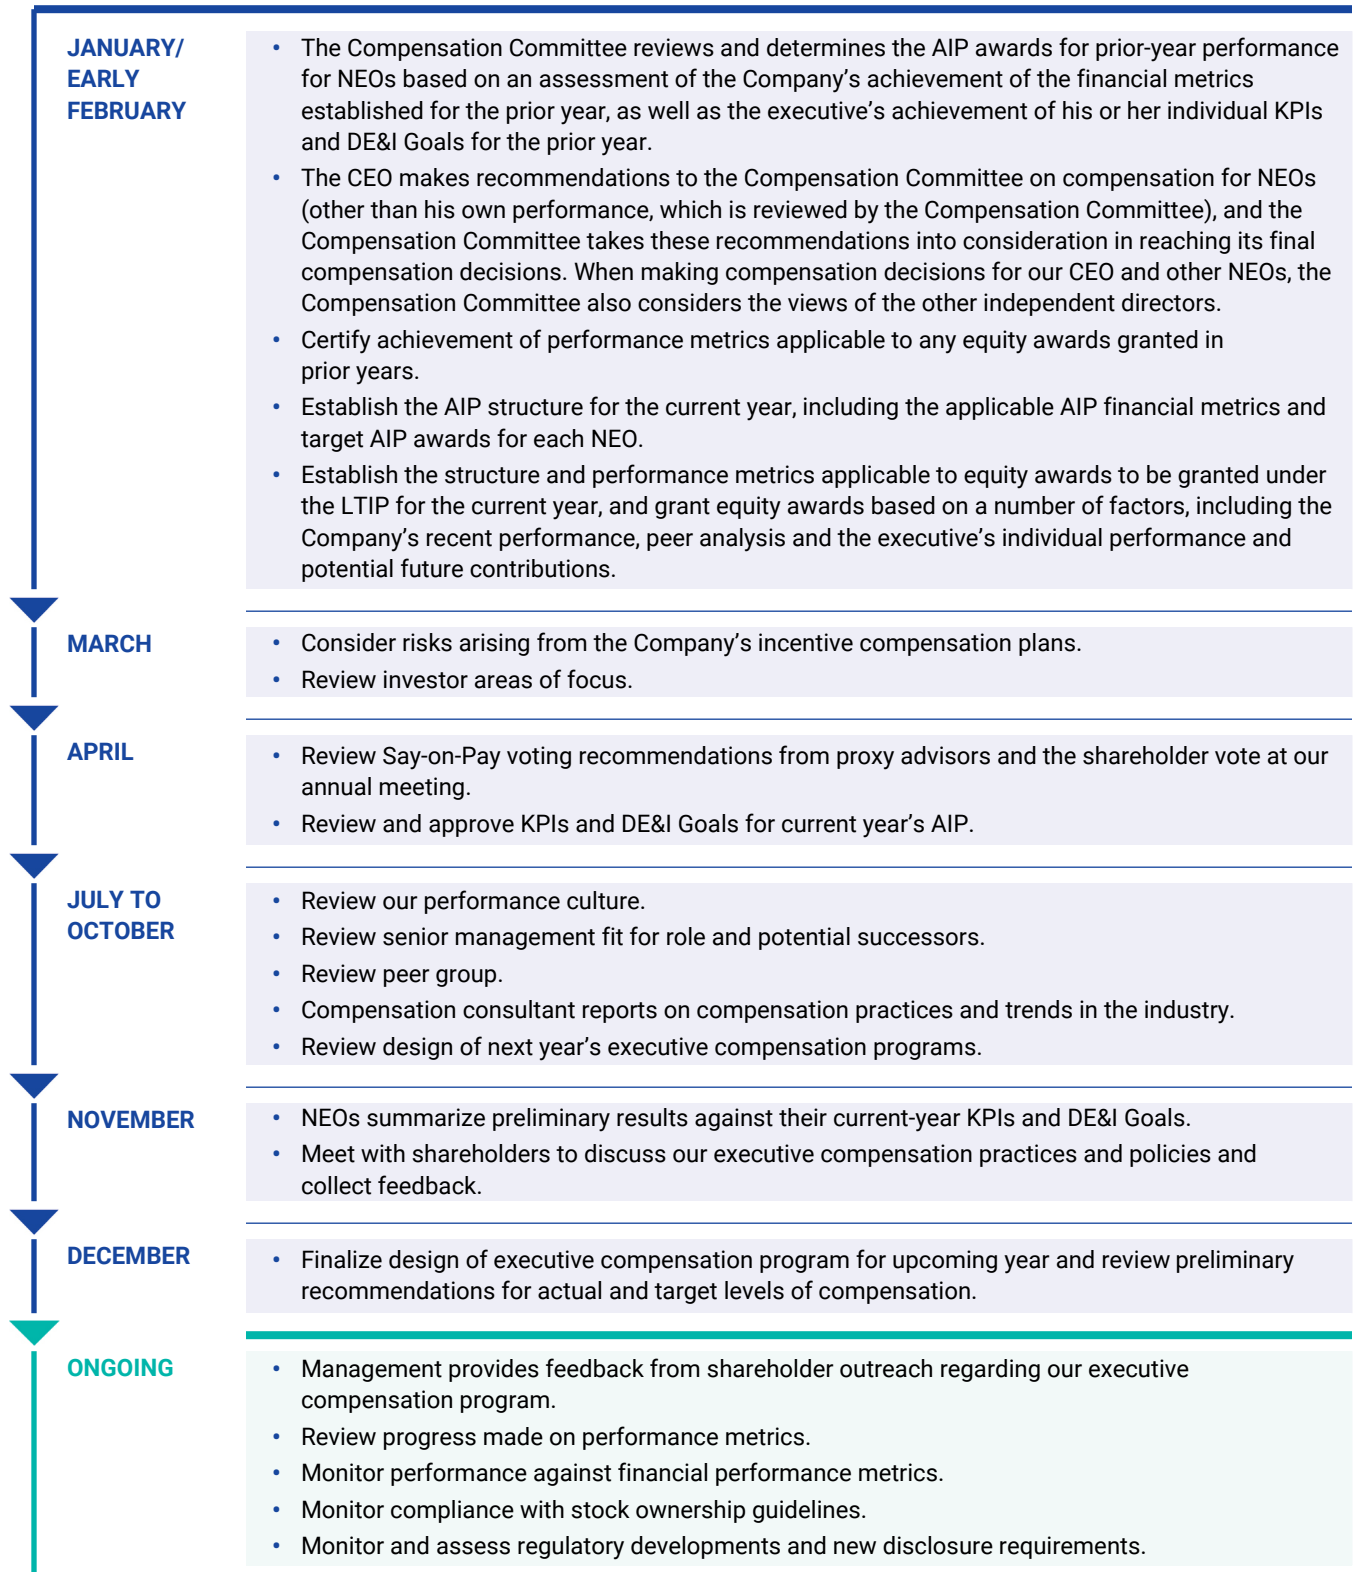 JANUARY/
EARLY
FEBRUARY
• The Compensation Committee reviews and determines the AIP awards for prior-year performance
for NEOs based on an assessment of the Company’s achievement of the financial metrics
established for the prior year, as well as the executive’s achievement of his or her individual KPIs
and DE&I Goals for the prior year.
• The CEO makes recommendations to the Compensation Committee on compensation for NEOs
(other than his own performance, which is reviewed by the Compensation Committee), and the
Compensation Committee takes these recommendations into consideration in reaching its final
compensation decisions. When making compensation decisions for our CEO and other NEOs, the
Compensation Committee also considers the views of the other independent directors.
• Certify achievement of performance metrics applicable to any equity awards granted in
prior years.
• Establish the AIP structure for the current year, including the applicable AIP financial metrics and
target AIP awards for each NEO.
• Establish the structure and performance metrics applicable to equity awards to be granted under
the LTIP for the current year, and grant equity awards based on a number of factors, including the
Company’s recent performance, peer analysis and the executive’s individual performance and
potential future contributions.
MARCH
• Consider risks arising from the Company’s incentive compensation plans.
• Review investor areas of focus.
APRIL
• Review Say-on-Pay voting recommendations from proxy advisors and the shareholder vote at our
annual meeting.
• Review and approve KPIs and DE&I Goals for current year’s AIP.
JULY TO
OCTOBER
• Review our performance culture.
• Review senior management fit for role and potential successors.
• Review peer group.
• Compensation consultant reports on compensation practices and trends in the industry.
• Review design of next year’s executive compensation programs.
NOVEMBER
• NEOs summarize preliminary results against their current-year KPIs and DE&I Goals.
• Meet with shareholders to discuss our executive compensation practices and policies and
collect feedback.
DECEMBER
• Finalize design of executive compensation program for upcoming year and review preliminary
recommendations for actual and target levels of compensation.
ONGOING
• Management provides feedback from shareholder outreach regarding our executive
compensation program.
• Review progress made on performance metrics.
• Monitor performance against financial performance metrics.
• Monitor compliance with stock ownership guidelines.
• Monitor and assess regulatory developments and new disclosure requirements.